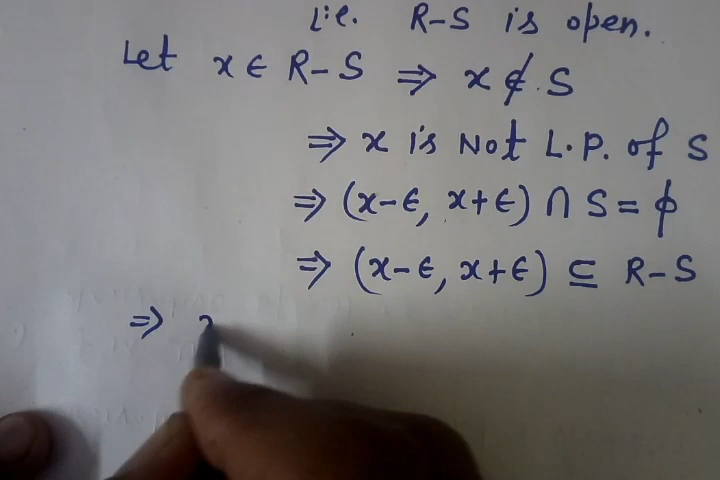 i.e. R-S is open.
Let x ∈ R-S ⇒ x ∉ S
⇒ x is Not L.P. of S
⇒ (x-ϵ, x+ϵ) ∩ S = ϕ
⇒ (x-ϵ, x+ϵ) ⊆ R-S
⇒